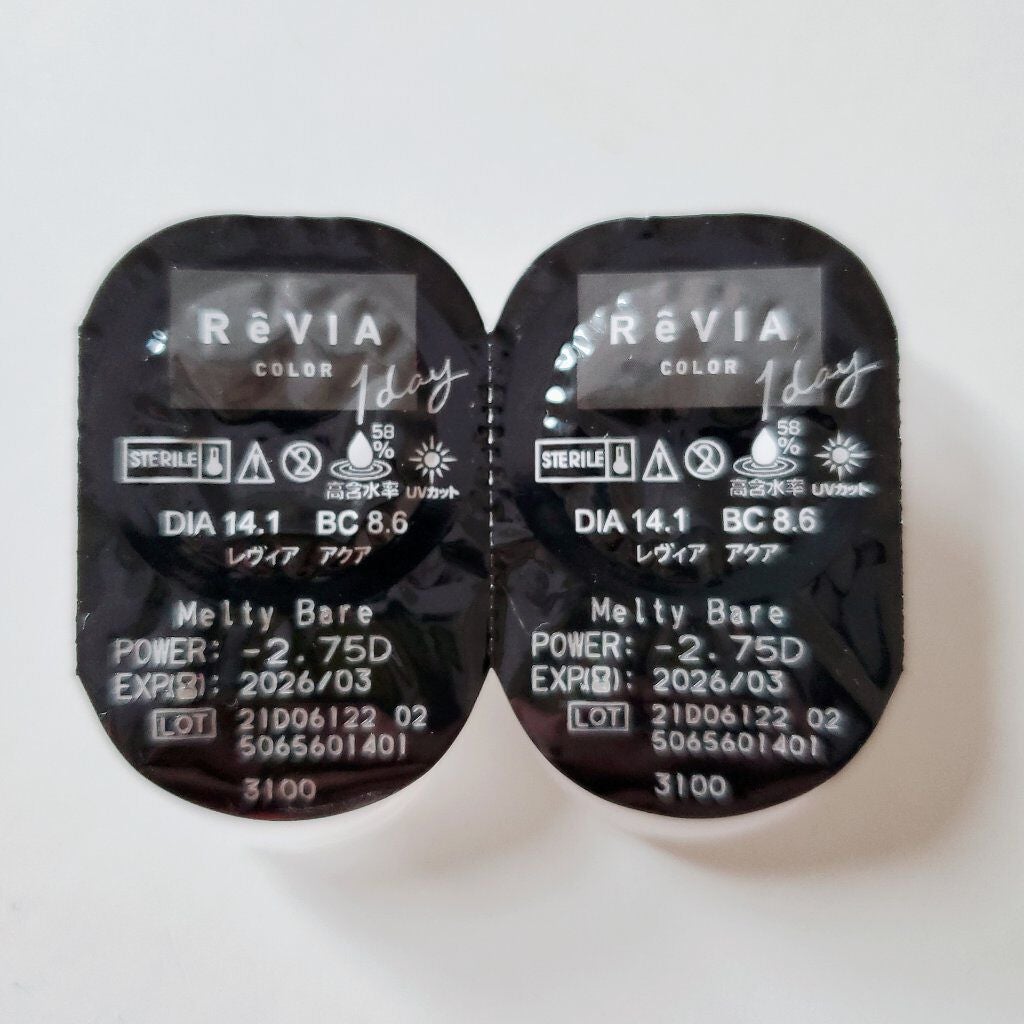 RêVIA
COLOR
1day
58
%
STERILE
高含水率
UVカット
DIA 14.1 BC 8.6
レヴィア アクア
Melty Bare
POWER: -2.75D
EXP(): 2026/03
LOT 21D06122 02
5065601401
3100
RêVIA
COLOR
1day
58
%
STERILE
高含水率
UVカット
DIA 14.1 BC 8.6
レヴィア アクア
Melty Bare
POWER: -2.75D
EXP(): 2026/03
LOT 21D06122 02
5065601401
3100